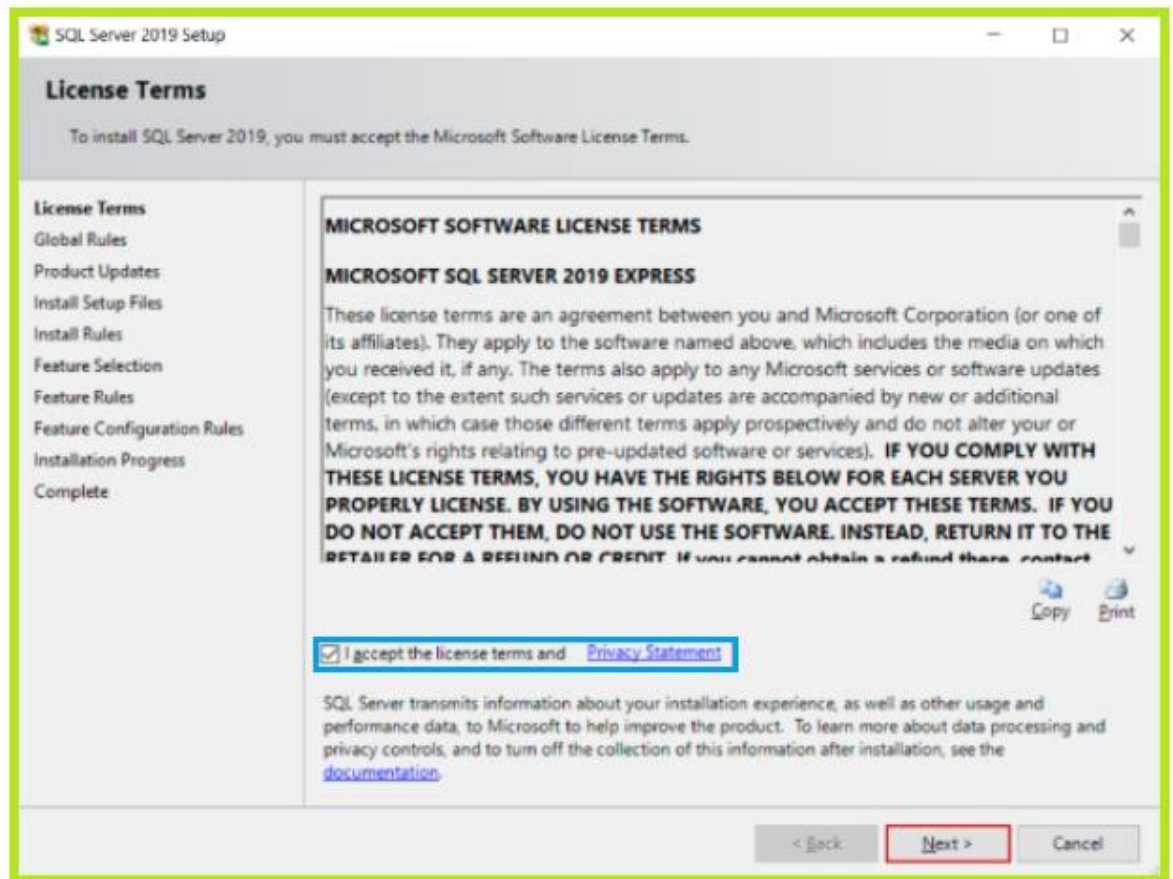 SQL Server 2019 Setup
License Terms
To install SQL Server 2019, you must accept the Microsoft Software License Terms.
License Terms
Global Rules
Product Updates
Install Setup Files
Install Rules
Feature Selection
Feature Rules
Feature Configuration Rules
Installation Progress
Complete
MICROSOFT SOFTWARE LICENSE TERMS
MICROSOFT SQL SERVER 2019 EXPRESS
These license terms are an agreement between you and Microsoft Corporation (or one of
its affiliates). They apply to the software named above, which includes the media on which
you received it, if any. The terms also apply to any Microsoft services or software updates
(except to the extent such services or updates are accompanied by new or additional
terms, in which case those different terms apply prospectively and do not alter your or
Microsoft's rights relating to pre-updated software or services). IF YOU COMPLY WITH
THESE LICENSE TERMS, YOU HAVE THE RIGHTS BELOW FOR EACH SERVER YOU
PROPERLY LICENSE. BY USING THE SOFTWARE, YOU ACCEPT THESE TERMS. IF YOU
DO NOT ACCEPT THEM, DO NOT USE THE SOFTWARE. INSTEAD, RETURN IT TO THE
RETAILER FOR A REFUND OR CREDIT. If you cannot obtain a refund there, contact
Copy Print
I accept the license terms and Privacy Statement
SQL Server transmits information about your installation experience, as well as other usage and
performance data, to Microsoft to help improve the product. To learn more about data processing and
privacy controls, and to turn off the collection of this information after installation, see the
documentation.
< Back Next > Cancel